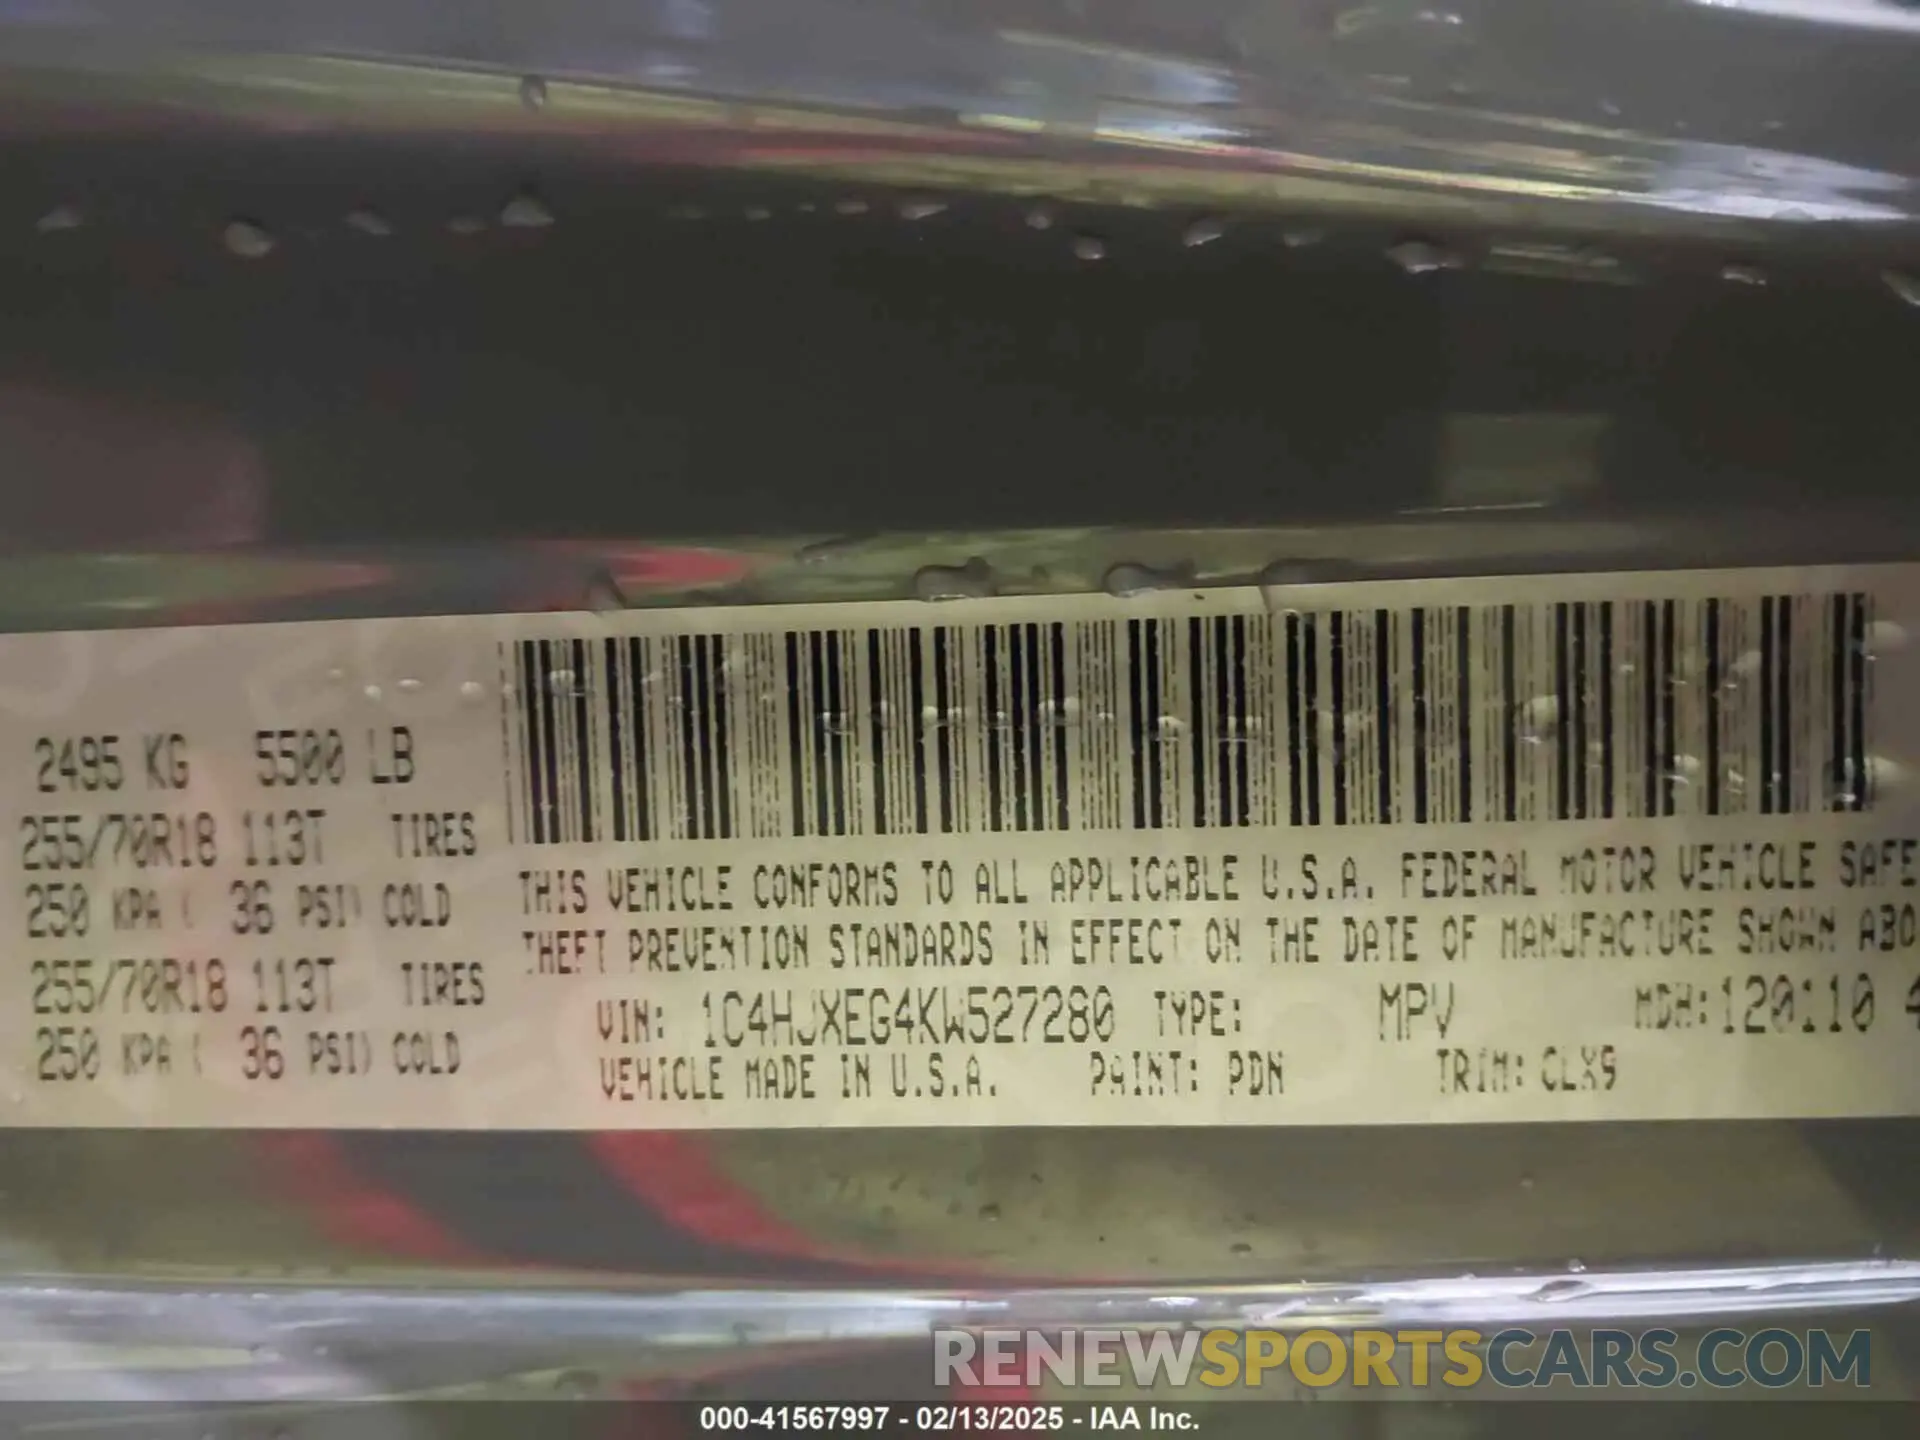 2495 KG 5500 LB
255/70R18 113T TIRES
250 KPA ( 36 PSI) COLD
255/70R18 113T TIRES
250 KPA ( 36 PSI) COLD
THIS VEHICLE CONFORMS TO ALL APPLICABLE U.S.A. FEDERAL MOTOR VEHICLE SAFE
THEFT PREVENTION STANDARDS IN EFFECT ON THE DATE OF MANUFACTURE SHOWN ABO
VIN: 1C4HJXEG4KW527280 TYPE: MPV MDH: 120110 4
VEHICLE MADE IN U.S.A. PAINT: PDN TRIM: CLX9
RENEWSPORTSCARS.COM
000-41567997 - 02/13/2025 - IAA Inc.